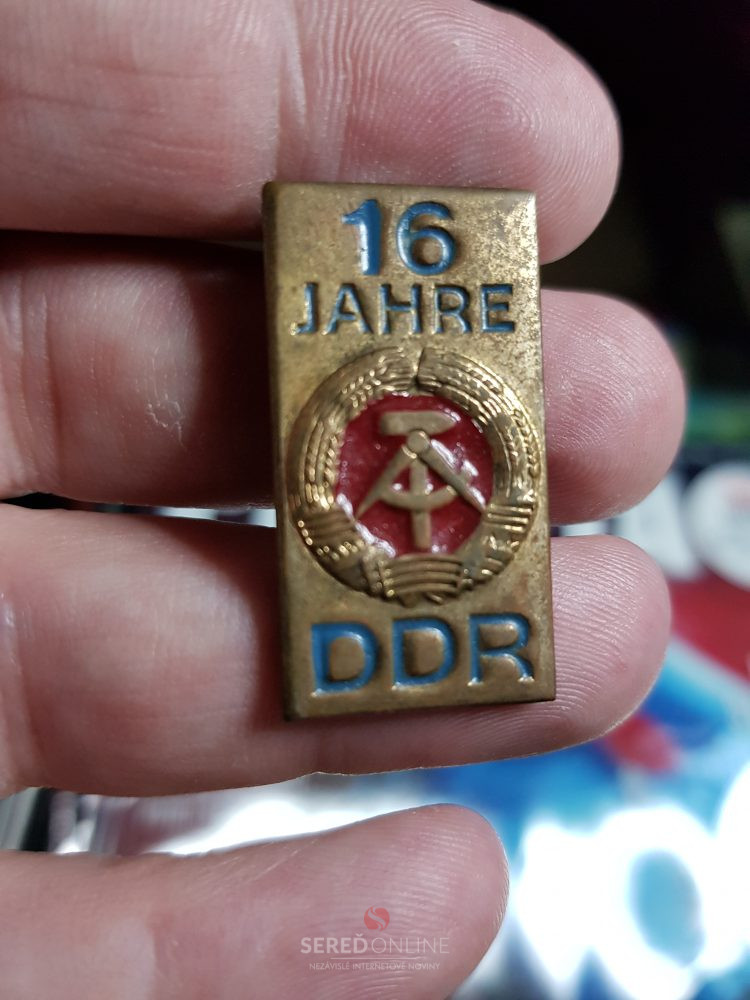 16
JAHRE
DDR
SEREĎONLINE
NEZÁVISLÉ INTERNETOVÉ NOVINY